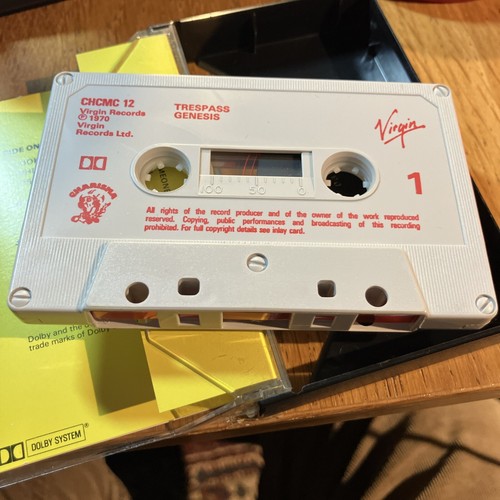 CHCMC 12
Virgin Records
℗ 1970
Virgin
Records Ltd.
TRESPASS
GENESIS
Virgin
1
CHARISMA
100 50 0
All rights of the record producer and of the owner of the work reproduced
reserved. Copying, public performances and broadcasting of this recording
prohibited. For full copyright details see inlay card.
Dolby and the
trade marks of Dolby
DOLBY SYSTEM®